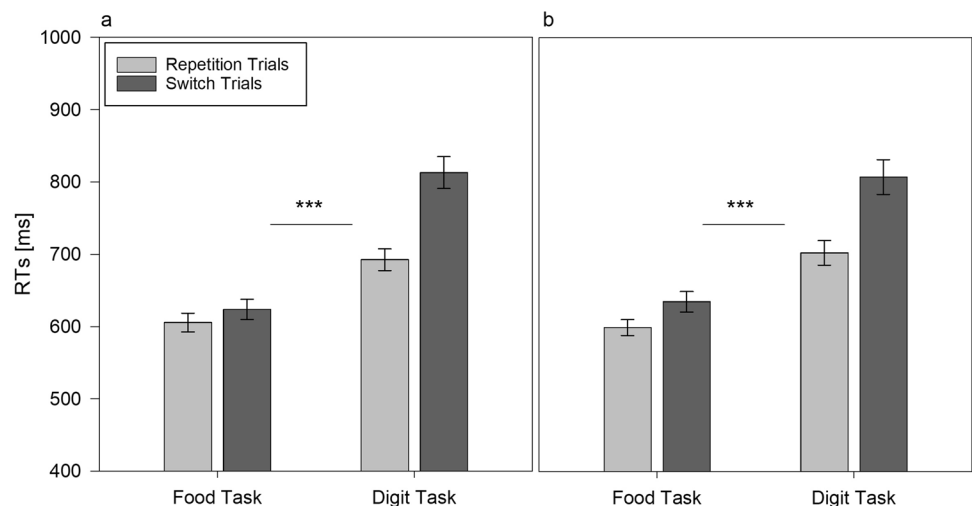 a
b
1000
900
800
700
600
500
400
RTs [ms]
Repetition Trials
Switch Trials
***
***
Food Task
Digit Task
Food Task
Digit Task